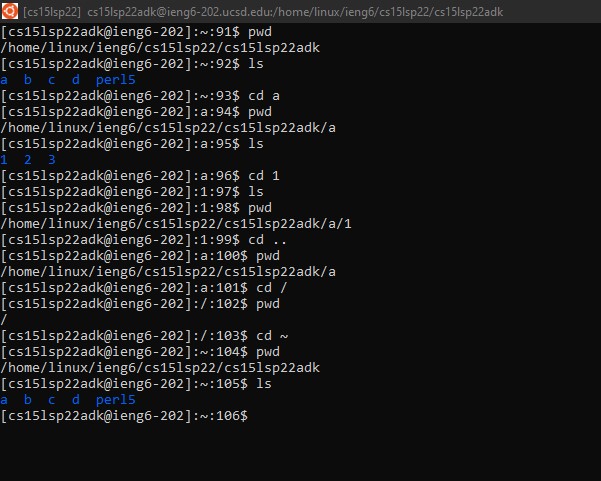 [cs15lsp22] cs15lsp22adk@ieng6-202.ucsd.edu:/home/linux/ieng6/cs15lsp22/cs15lsp22adk
[cs15lsp22adk@ieng6-202]:~:91$ pwd
/home/linux/ieng6/cs15lsp22/cs15lsp22adk
[cs15lsp22adk@ieng6-202]:~:92$ ls
a  b  c  d  perl5
[cs15lsp22adk@ieng6-202]:~:93$ cd a
[cs15lsp22adk@ieng6-202]:a:94$ pwd
/home/linux/ieng6/cs15lsp22/cs15lsp22adk/a
[cs15lsp22adk@ieng6-202]:a:95$ ls
1  2  3
[cs15lsp22adk@ieng6-202]:a:96$ cd 1
[cs15lsp22adk@ieng6-202]:1:97$ ls
[cs15lsp22adk@ieng6-202]:1:98$ pwd
/home/linux/ieng6/cs15lsp22/cs15lsp22adk/a/1
[cs15lsp22adk@ieng6-202]:1:99$ cd ..
[cs15lsp22adk@ieng6-202]:a:100$ pwd
/home/linux/ieng6/cs15lsp22/cs15lsp22adk/a
[cs15lsp22adk@ieng6-202]:a:101$ cd /
[cs15lsp22adk@ieng6-202]:/:102$ pwd
/
[cs15lsp22adk@ieng6-202]:/:103$ cd ~
[cs15lsp22adk@ieng6-202]:~:104$ pwd
/home/linux/ieng6/cs15lsp22/cs15lsp22adk
[cs15lsp22adk@ieng6-202]:~:105$ ls
a  b  c  d  perl5
[cs15lsp22adk@ieng6-202]:~:106$